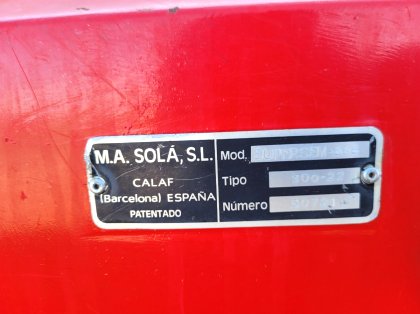 M.A. SOLÁ, S.L.
CALAF
(Barcelona) ESPAÑA
PATENTADO
Mod.
Tipo
Número